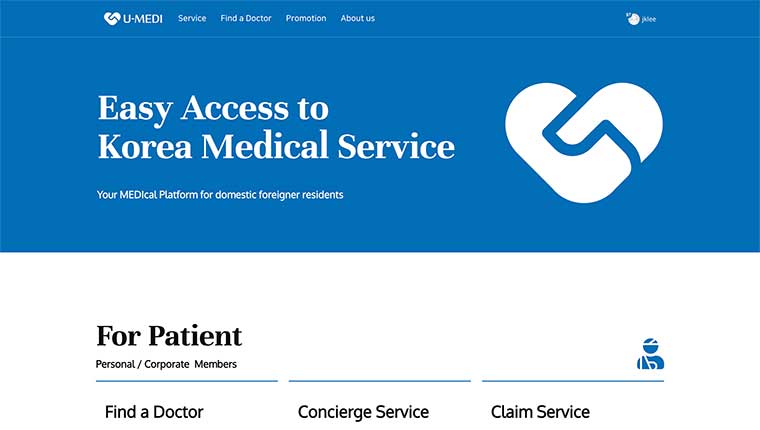 U-MEDI Service Find a Doctor Promotion About us jklee
Easy Access to
Korea Medical Service
Your MEDIcal Platform for domestic foreigner residents
For Patient
Personal / Corporate Members
Find a Doctor Concierge Service Claim Service